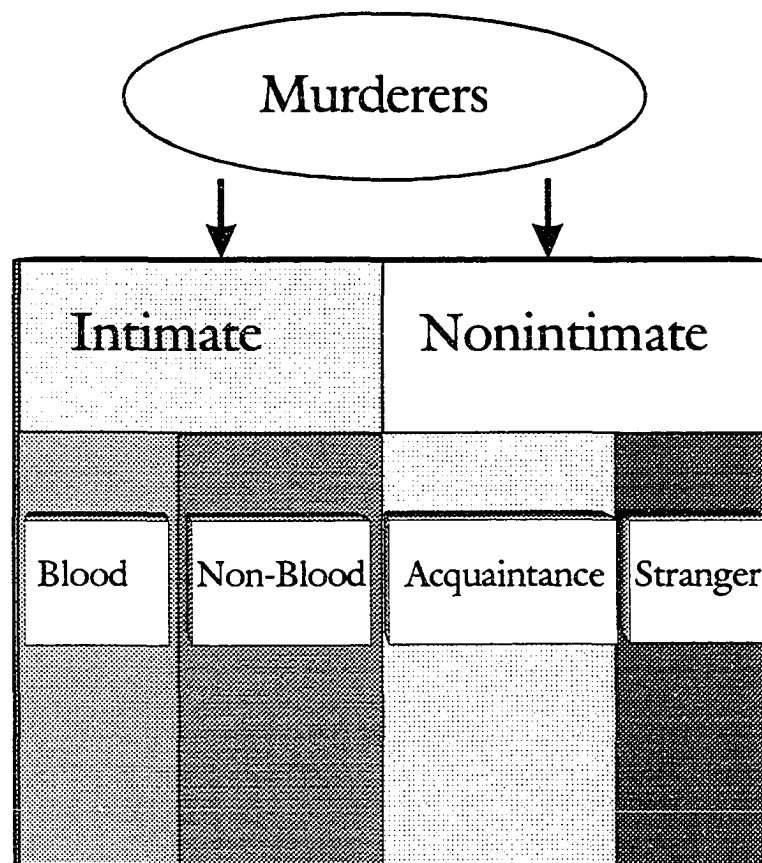 Murderers
Intimate Nonintimate
Blood Non-Blood Acquaintance Stranger